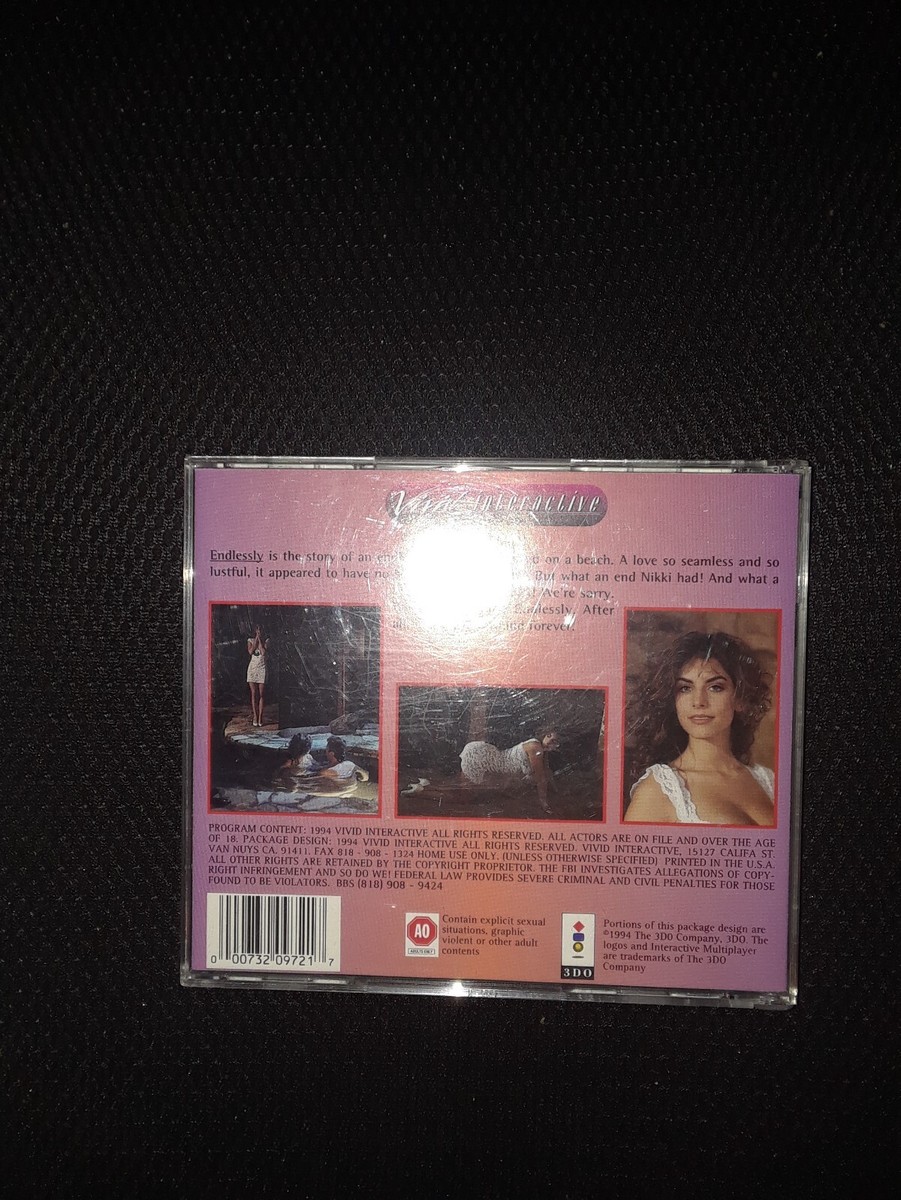 Vivid interactive
Endlessly is the story of an on a beach. A love so seamless and so
lustful, it appeared to have no But what an end Nikki had! And what a
We're sorry.
Endlessly. After
and forever.
PROGRAM CONTENT: 1994 VIVID INTERACTIVE ALL RIGHTS RESERVED. ALL ACTORS ARE ON FILE AND OVER THE AGE
OF 18. PACKAGE DESIGN: 1994 VIVID INTERACTIVE ALL RIGHTS RESERVED. VIVID INTERACTIVE, 15127 CALIFA ST.
VAN NUYS CA. 91411. FAX 818 - 908 - 1324 HOME USE ONLY. (UNLESS OTHERWISE SPECIFIED) PRINTED IN THE U.S.A.
ALL OTHER RIGHTS ARE RETAINED BY THE COPYRIGHT PROPRIETOR. THE FBI INVESTIGATES ALLEGATIONS OF COPY-
RIGHT INFRINGEMENT AND SO DO WE! FEDERAL LAW PROVIDES SEVERE CRIMINAL AND CIVIL PENALTIES FOR THOSE
FOUND TO BE VIOLATORS. BBS (818) 908 - 9424
0 00732 09721 7
AO
ADULTS ONLY
Contain explicit sexual
situations, graphic
violent or other adult
contents
3DO
Portions of this package design are
©1994 The 3DO Company, 3DO, The
logos and Interactive Multiplayer
are trademarks of The 3DO
Company